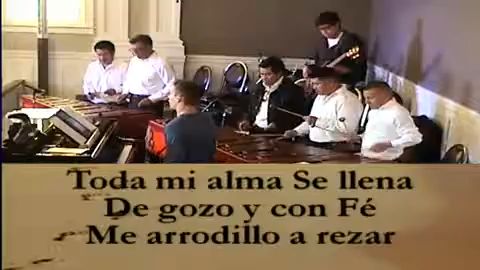 Toda mi alma Se llena
De gozo y con Fé
Me arrodillo a rezar